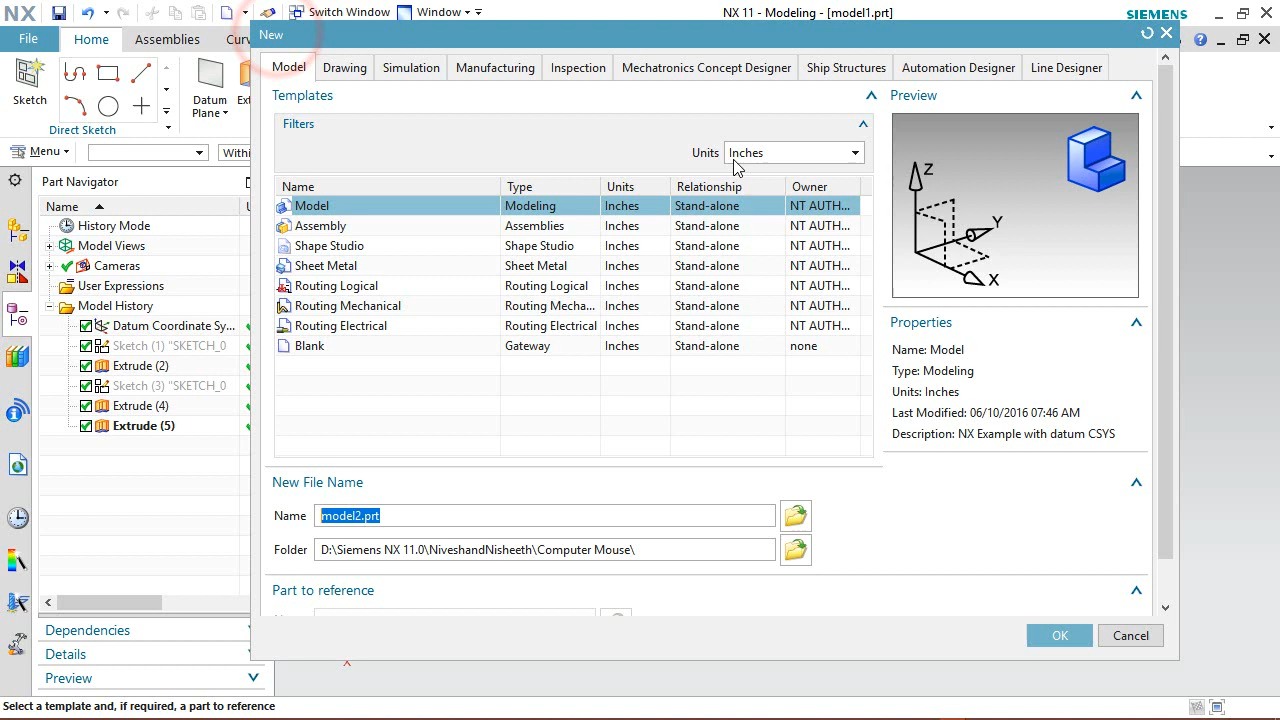 NX Switch Window Window NX 11 - Modeling - [model1.prt] SIEMENS
File Home Assemblies Curv
New
Model Drawing Simulation Manufacturing Inspection Mechatronics Concept Designer Ship Structures Automation Designer Line Designer
Sketch
Datum Plane
Ext
Direct Sketch
Menu
Withi
Templates
Filters
Units Inches
Name Type Units Relationship Owner
Model Modeling Inches Stand-alone NT AUTH...
Assembly Assemblies Inches Stand-alone NT AUTH...
Shape Studio Shape Studio Inches Stand-alone NT AUTH...
Sheet Metal Sheet Metal Inches Stand-alone NT AUTH...
Routing Logical Routing Logical Inches Stand-alone NT AUTH...
Routing Mechanical Routing Mecha... Inches Stand-alone NT AUTH...
Routing Electrical Routing Electrical Inches Stand-alone NT AUTH...
Blank Gateway Inches Stand-alone none
Preview
Z
Y
X
Properties
Name: Model
Type: Modeling
Units: Inches
Last Modified: 06/10/2016 07:46 AM
Description: NX Example with datum CSYS
Part Navigator
Name
History Mode
Model Views
Cameras
User Expressions
Model History
Datum Coordinate Sy...
Sketch (1) "SKETCH_0
Extrude (2)
Sketch (3) "SKETCH_0
Extrude (4)
Extrude (5)
New File Name
Name model2.prt
Folder D:\Siemens NX 11.0\NiveshandNisheeth\Computer Mouse\
Part to reference
OK Cancel
Dependencies
Details
Preview
X
Select a template and, if required, a part to reference